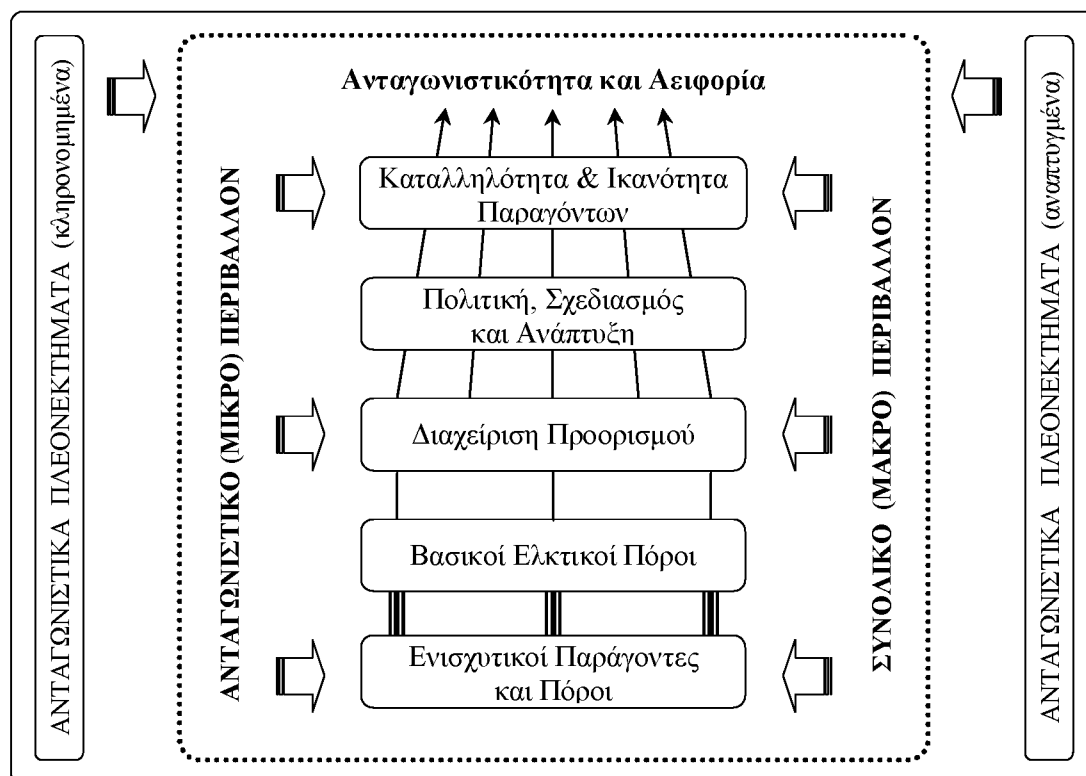 ΑΝΤΑΓΩΝΙΣΤΙΚΑ ΠΛΕΟΝΕΚΤΗΜΑΤΑ (κληρονομημένα)
ΑΝΤΑΓΩΝΙΣΤΙΚΟ (ΜΙΚΡΟ) ΠΕΡΙΒΑΛΛΟΝ
Ανταγωνιστικότητα και Αειφορία
Καταλληλότητα & Ικανότητα
Παραγόντων
Πολιτική, Σχεδιασμός
και Ανάπτυξη
Διαχείριση Προορισμού
Βασικοί Ελκτικοί Πόροι
Ενισχυτικοί Παράγοντες
και Πόροι
ΣΥΝΟΛΙΚΟ (ΜΑΚΡΟ) ΠΕΡΙΒΑΛΛΟΝ
ΑΝΤΑΓΩΝΙΣΤΙΚΑ ΠΛΕΟΝΕΚΤΗΜΑΤΑ (αναπτυγμένα)